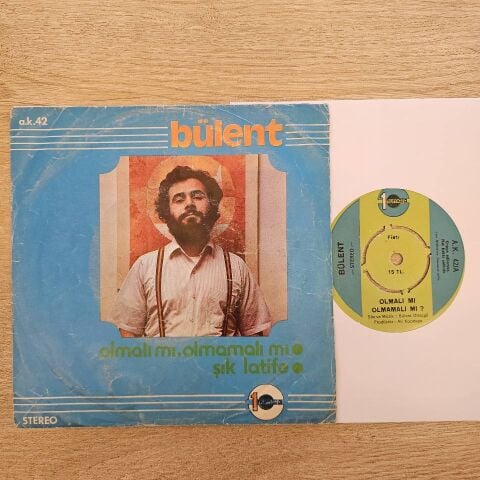 a.k.42
bülent
olmalı mı, olmamalı mı
şık latife
STEREO
1
BÜLENT
STEREO
A.K. 42/A
Fiatı
15 TL.
OLMALI MI
OLMAMALI MI ?